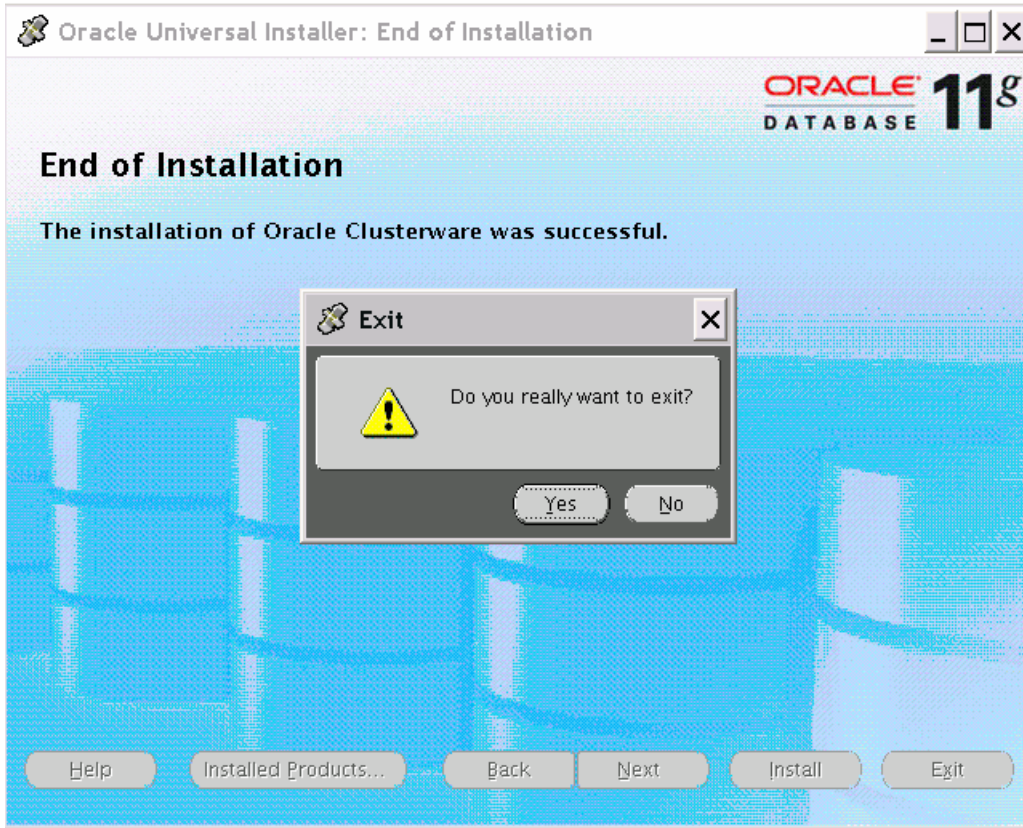 Oracle Universal Installer: End of Installation
ORACLE 11g
DATABASE
End of Installation
The installation of Oracle Clusterware was successful.
Exit
Do you really want to exit?
Yes No
Help Installed Products... Back Next Install Exit